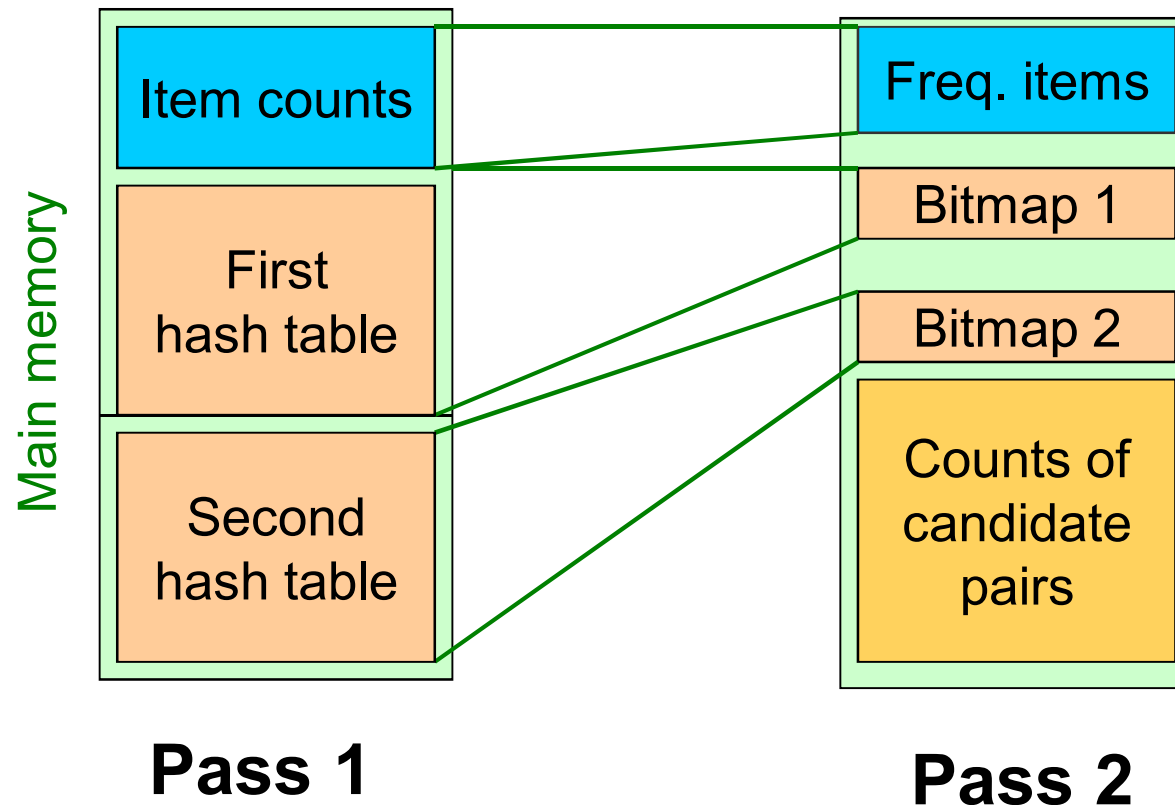 Main memory
Item counts
First
hash table
Second
hash table
Pass 1
Freq. items
Bitmap 1
Bitmap 2
Counts of
candidate
pairs
Pass 2